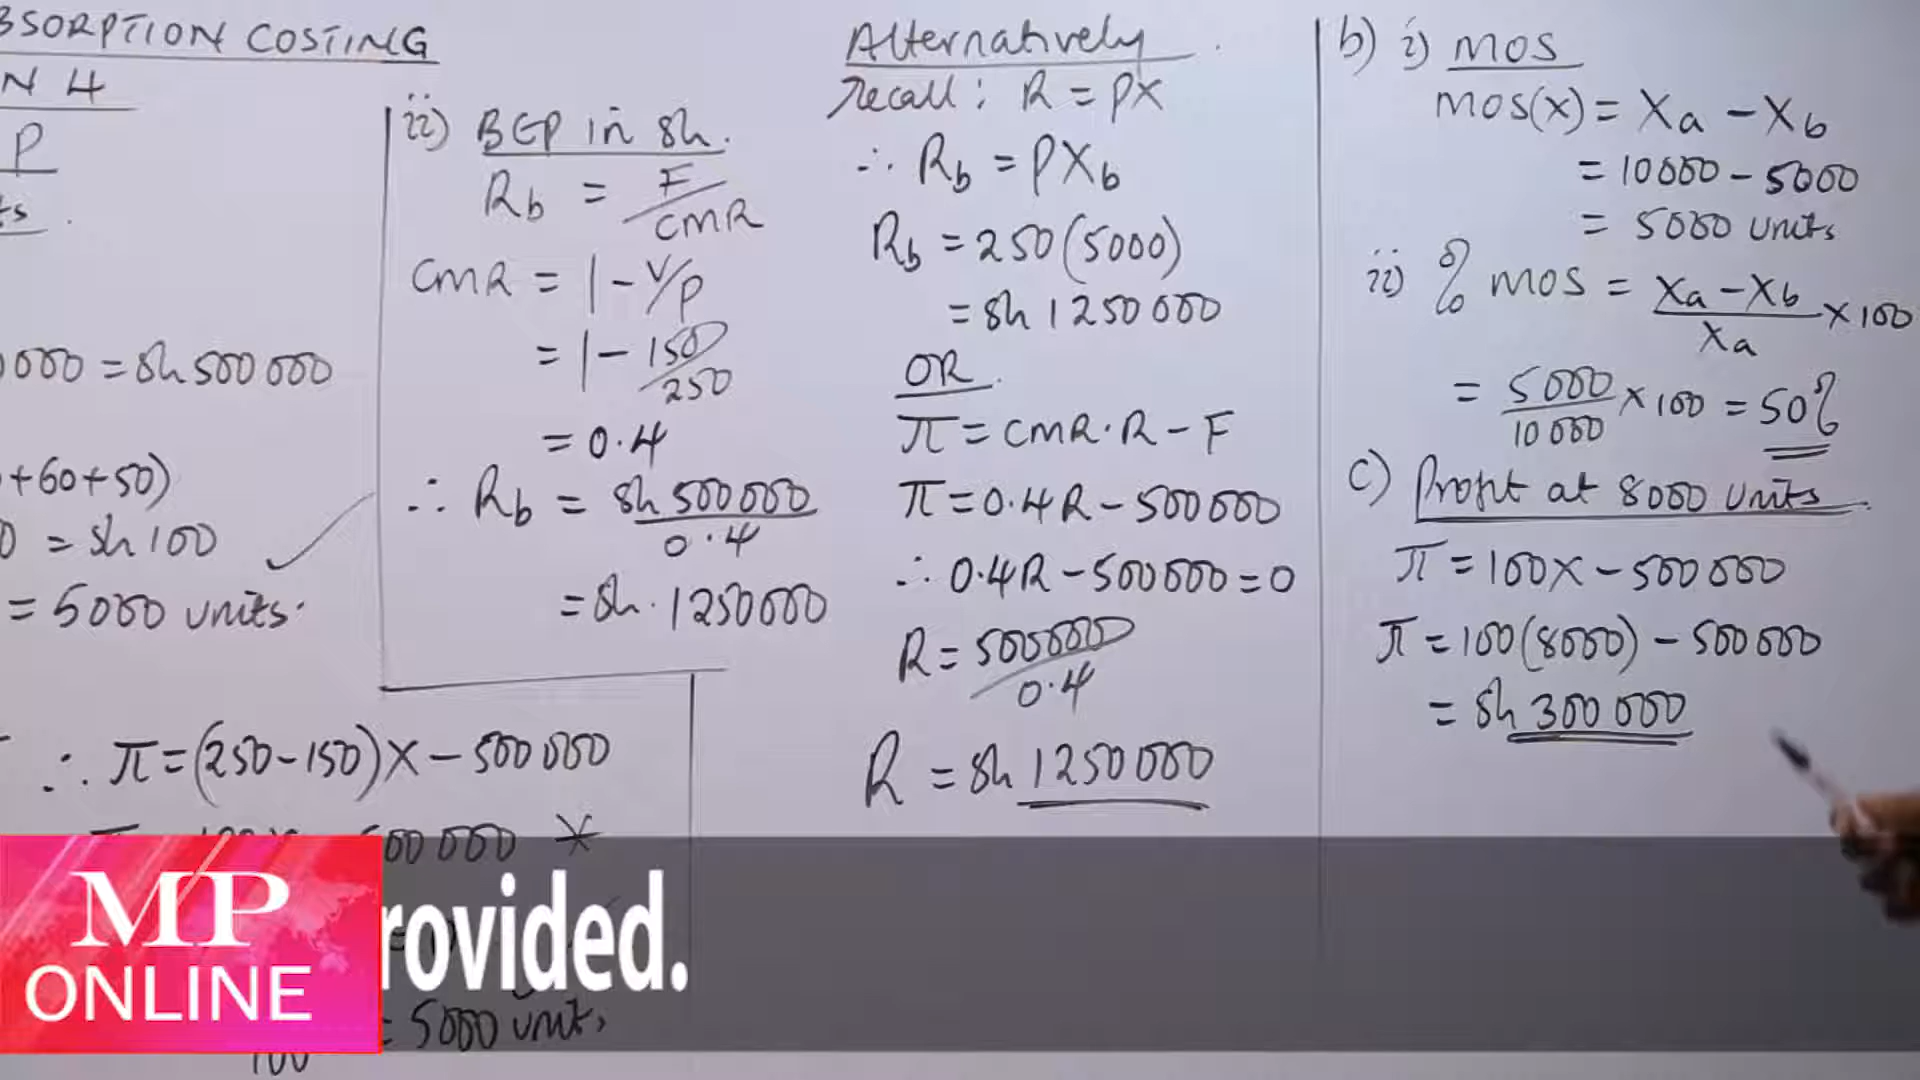 BSORPTION COSTING
N 4
P
ts.
000 = Sh 500 000
+60+50)
0 = Sh 100
= 5000 units.
ii) BEP in Sh.
Rb = F/CMR
CMR = 1 - V/P
= 1 - 150/250
= 0.4
∴ Rb = Sh 500 000 / 0.4
= Sh. 1250000
∴ π = (250-150)X - 500 000
00 000 *
= 5000 units,
100
Alternatively
recall: R = PX
∴ Rb = PXb
Rb = 250(5000)
= Sh 1250 000
OR
π = CMR.R - F
π = 0.4R - 500 000
∴ 0.4R - 500000 = 0
R = 500000/0.4
R = Sh 1250 000
b) i) MOS
MOS(X) = Xa - Xb
= 10000 - 5000
= 5000 units
ii) % MOS = Xa - Xb / Xa × 100
= 5000/10000 × 100 = 50%
c) Profit at 8000 units.
π = 100X - 500 000
π = 100(8000) - 500 000
= Sh 300 000
MP
ONLINE
rovided.